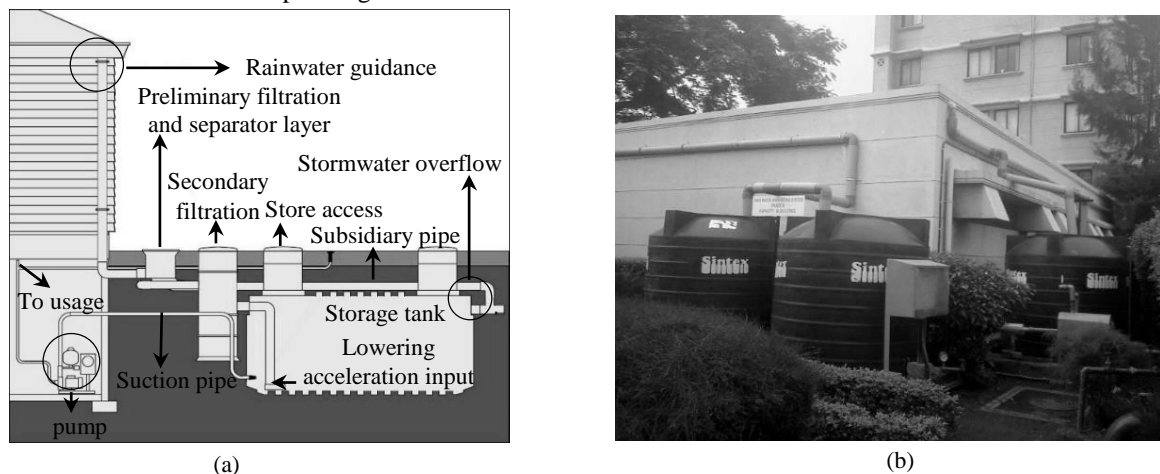 Rainwater guidance
Preliminary filtration
and separator layer
Stormwater overflow
Secondary
filtration
Store access
Subsidiary pipe
To usage
Storage tank
Lowering
acceleration input
Suction pipe
pump
Sintex
Sintex
Sintex
(a)
(b)